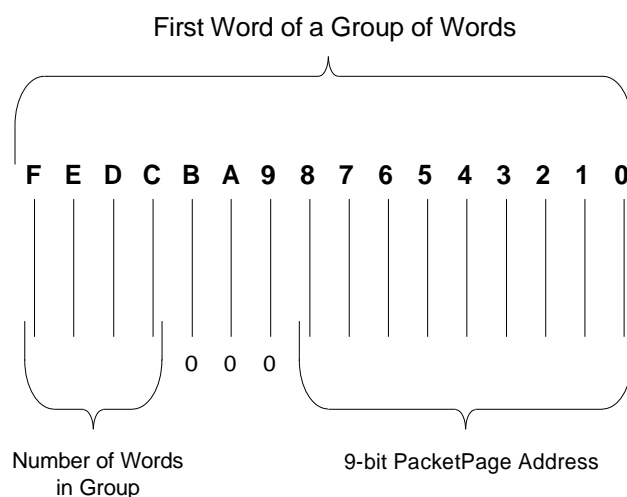 First Word of a Group of Words
F E D C B A 9 8 7 6 5 4 3 2 1 0
0 0 0
Number of Words
in Group
9-bit PacketPage Address